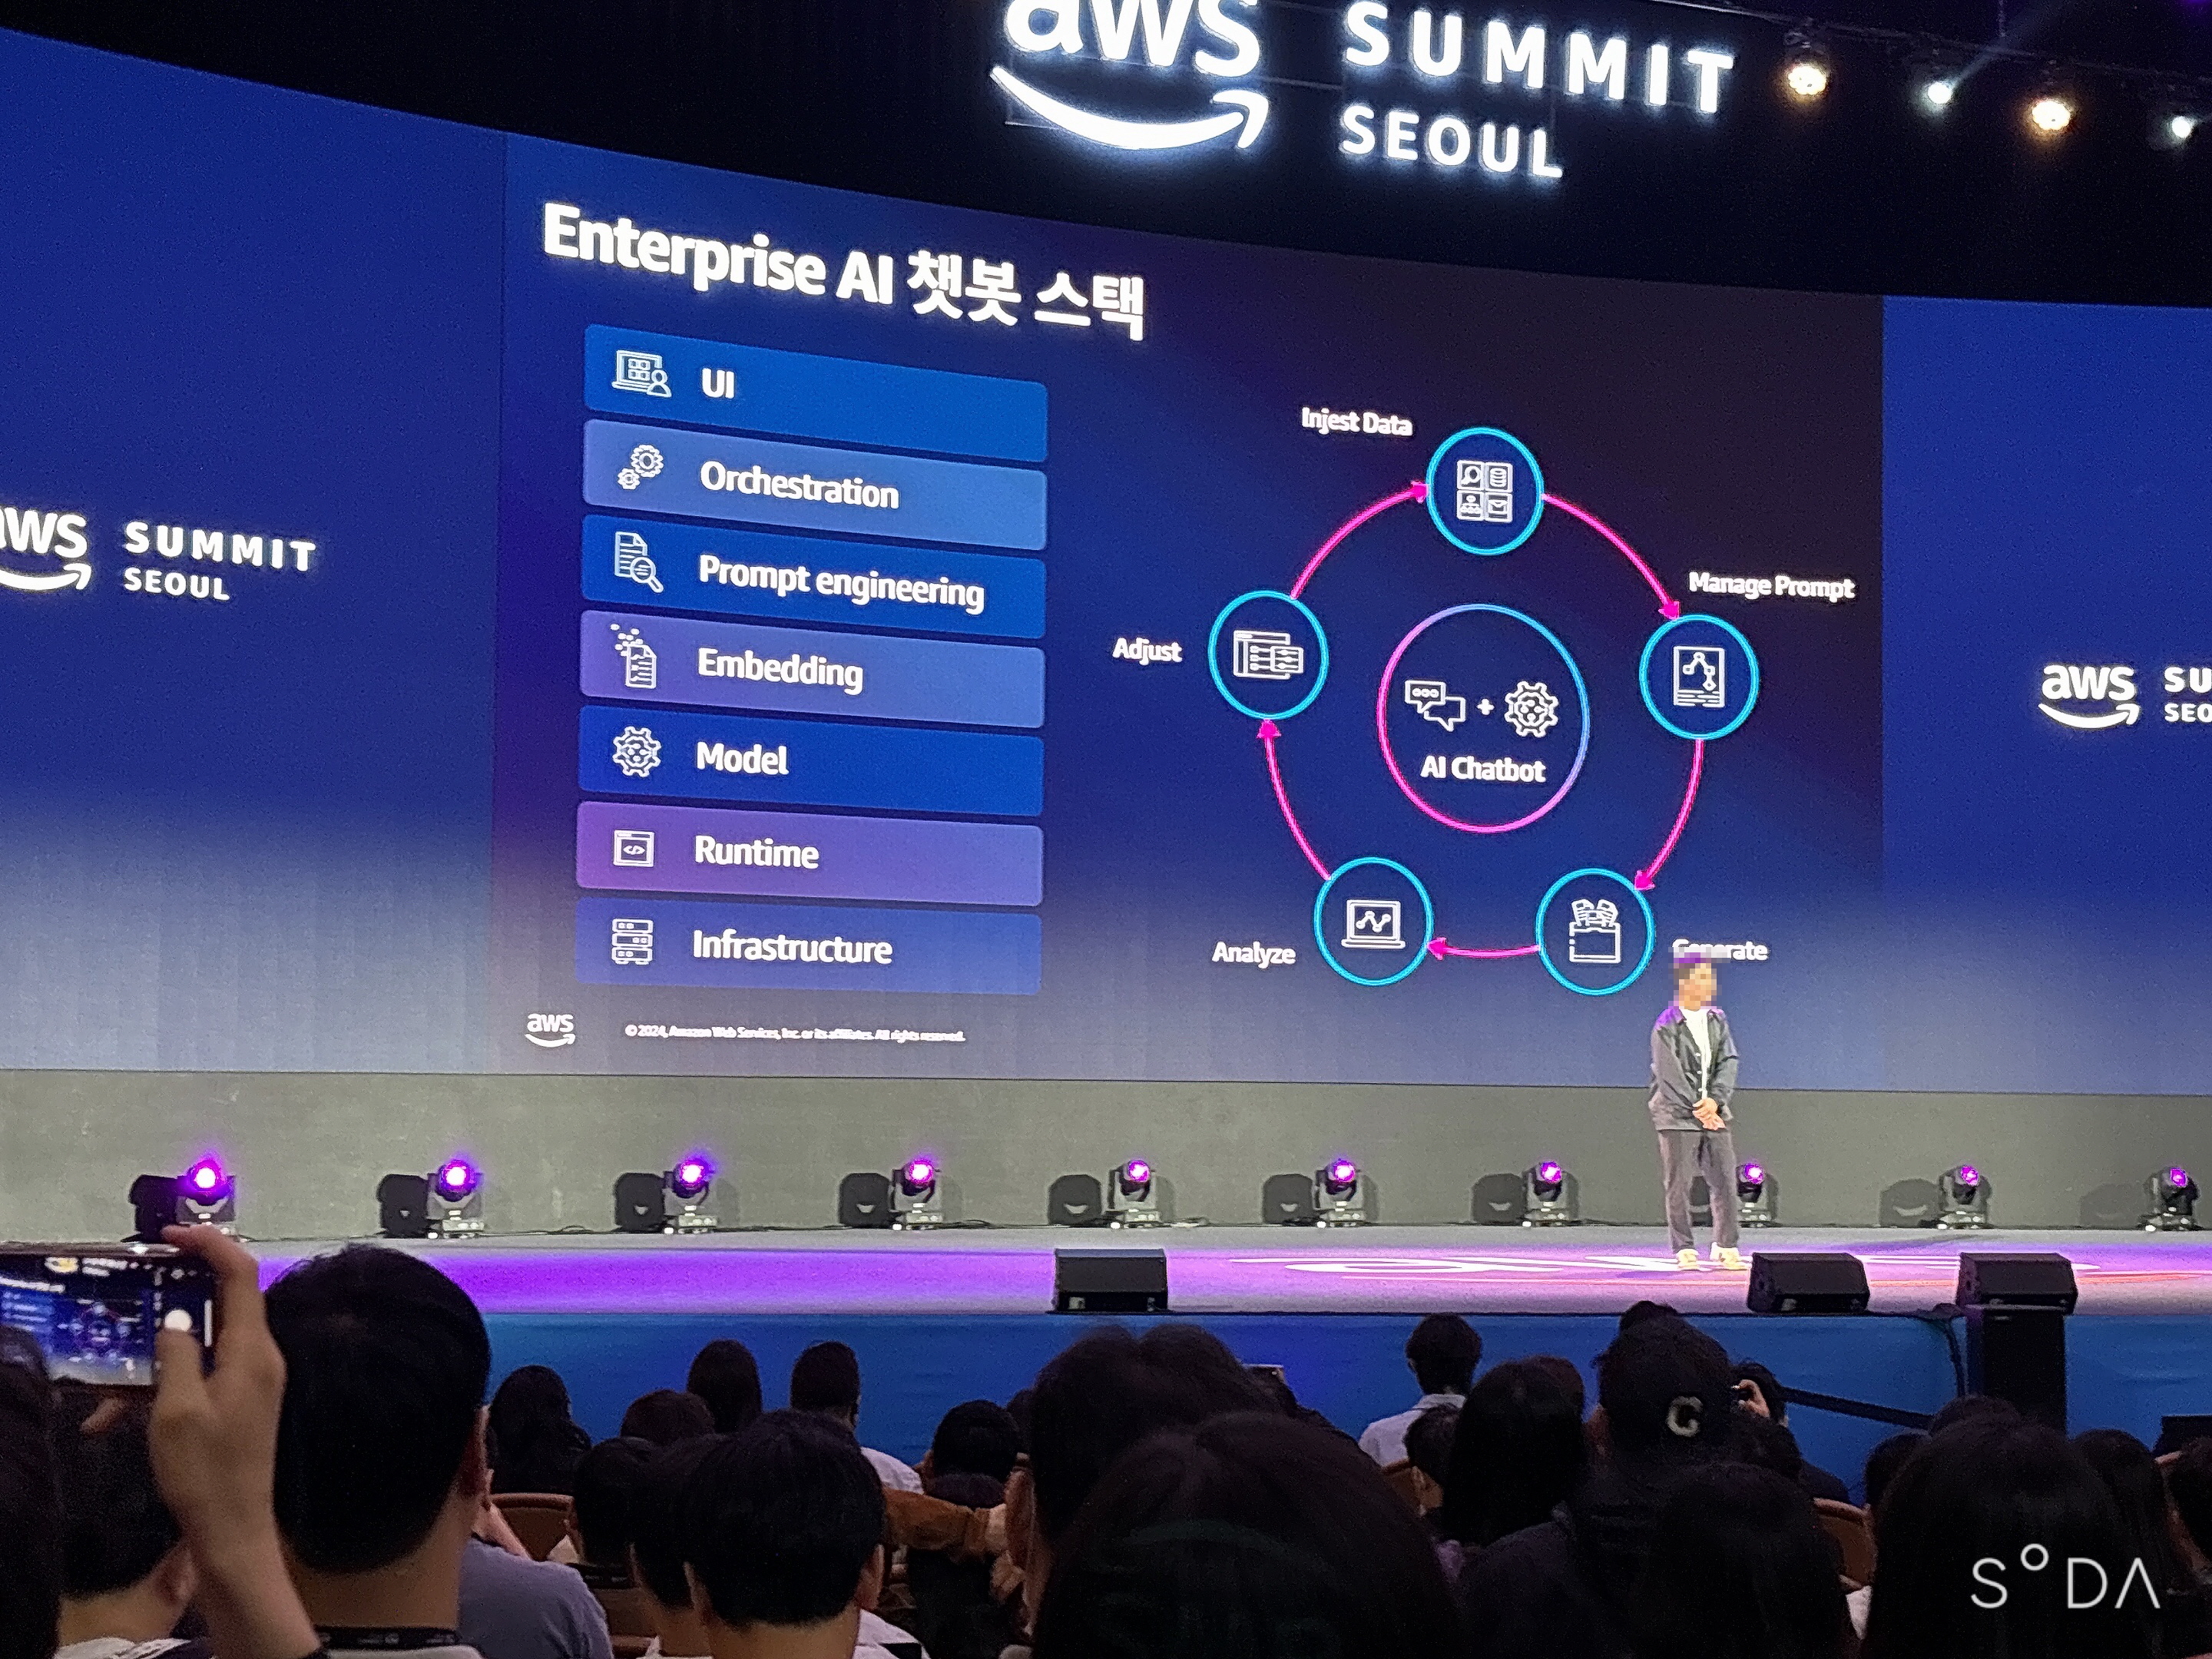 aws SUMMIT
SEOUL
Enterprise AI 챗봇 스택
UI
Orchestration
Prompt engineering
Embedding
Model
Runtime
Infrastructure
Injest Data
Manage Prompt
Adjust
AI Chatbot
Analyze
Generate
aws
© 2024, Amazon Web Services, Inc. or its affiliates. All rights reserved.
aws SUMMIT
SEOUL
aws SU
SEO
C
SODA